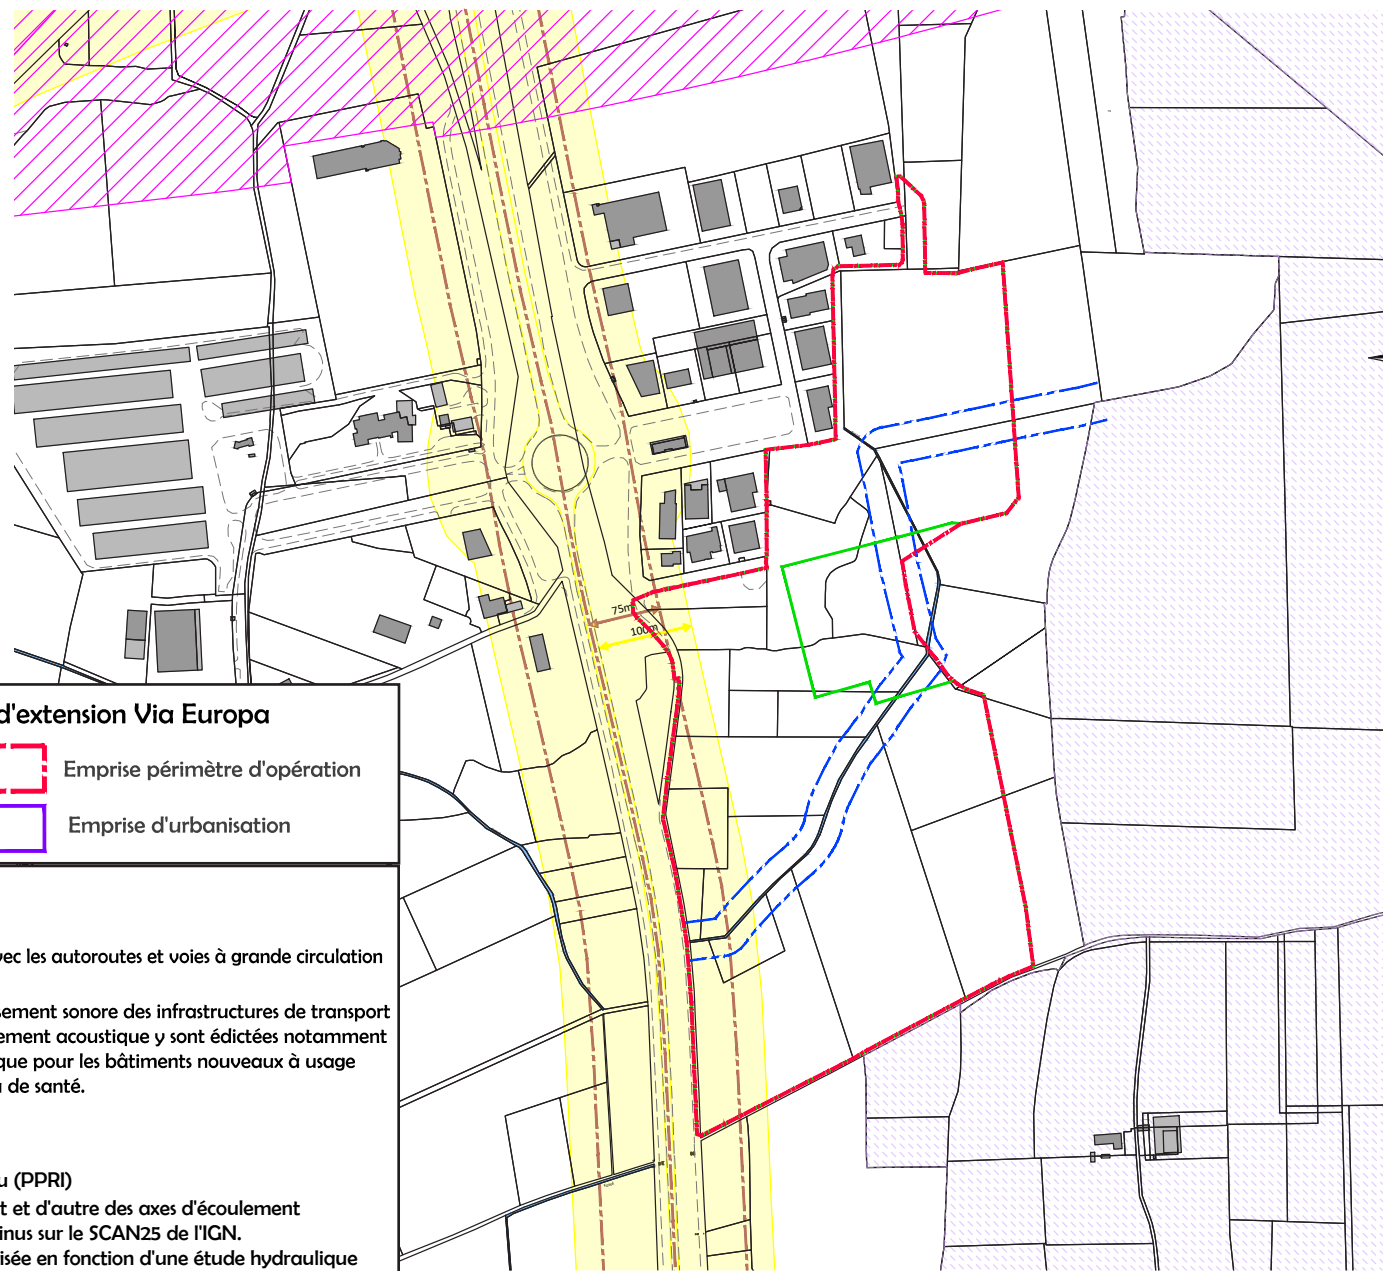 75m
100m
d'extension Via Europa
Emprise périmètre d'opération
Emprise d'urbanisation
vec les autoroutes et voies à grande circulation
sement sonore des infrastructures de transport
ement acoustique y sont édictées notamment
que pour les bâtiments nouveaux à usage
u de santé.
u (PPRI)
t et d'autre des axes d'écoulement
tinus sur le SCAN25 de l'IGN.
isée en fonction d'une étude hydraulique